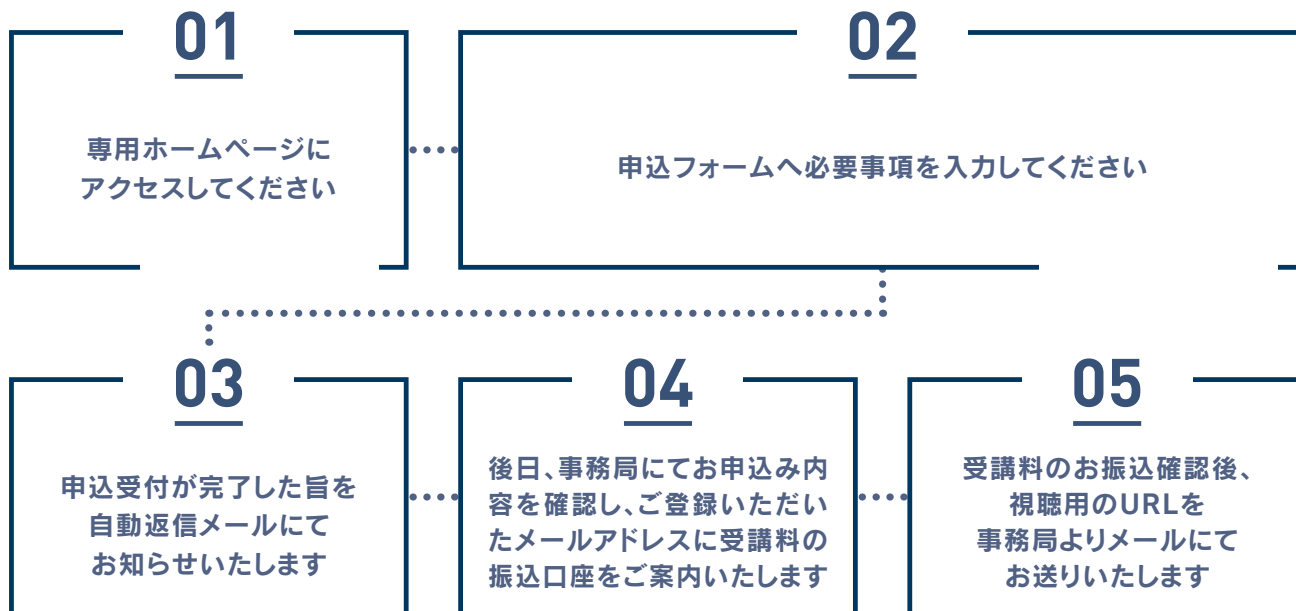 01
専用ホームページに
アクセスしてください
02
申込フォームへ必要事項を入力してください
03
申込受付が完了した旨を
自動返信メールにて
お知らせいたします
04
後日、事務局にてお申込み内
容を確認し、ご登録いただい
たメールアドレスに受講料の
振込口座をご案内いたします
05
受講料のお振込確認後、
視聴用のURLを
事務局よりメールにて
お送りいたします